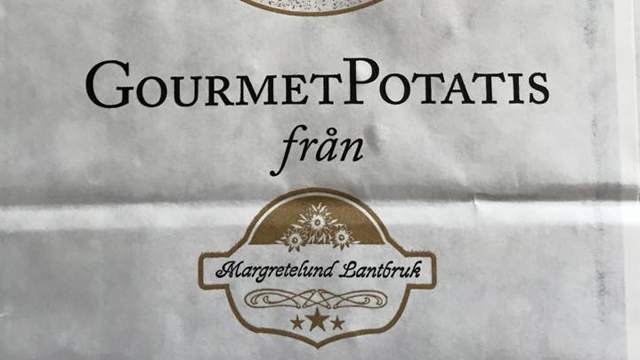 GourmetPotatis
från
Margretelund Lantbruk